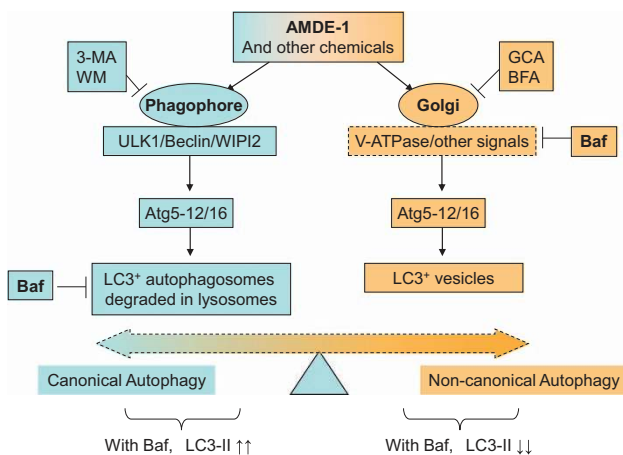 AMDE-1
And other chemicals
3-MA
WM
GCA
BFA
Phagophore
Golgi
ULK1/Beclin/WIPI2
V-ATPase/other signals
Baf
Atg5-12/16
Atg5-12/16
Baf
LC3⁺ autophagosomes
degraded in lysosomes
LC3⁺ vesicles
Canonical Autophagy
Non-canonical Autophagy
With Baf, LC3-II ↑↑
With Baf, LC3-II ↓↓